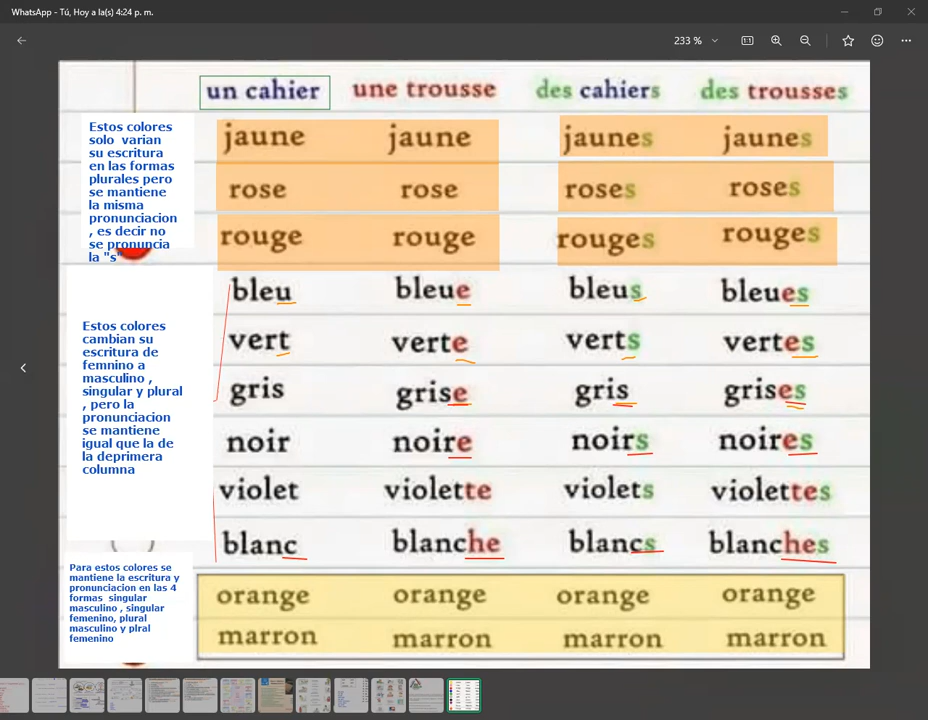 WhatsApp - Tú, Hoy a la(s) 4:24 p. m.
233 %
un cahier une trousse des cahiers des trousses
Estos colores
solo varian
su escritura
en las formas
plurales pero
se mantiene
la misma
pronunciacion
, es decir no
se pronuncia
la "s"
jaune jaune jaunes jaunes
rose rose roses roses
rouge rouge rouges rouges
Estos colores
cambian su
escritura de
femnino a
masculino ,
singular y plural
, pero la
pronunciacion
se mantiene
igual que la de
la deprimera
columna
bleu bleue bleus bleues
vert verte verts vertes
gris grise gris grises
noir noire noirs noires
violet violette violets violettes
blanc blanche blancs blanches
Para estos colores se
mantiene la escritura y
pronunciacion en las 4
formas singular
masculino , singular
femenino, plural
masculino y plral
femenino
orange orange orange orange
marron marron marron marron